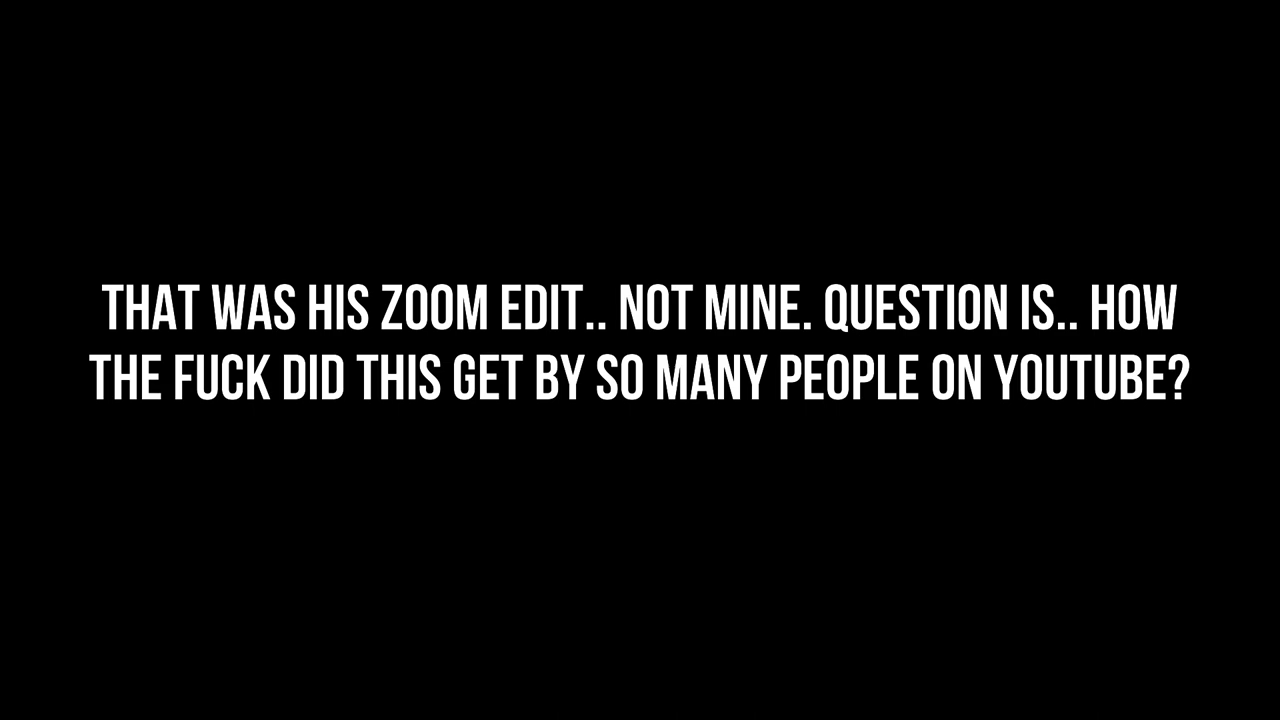 THAT WAS HIS ZOOM EDIT.. NOT MINE. QUESTION IS.. HOW
THE FUCK DID THIS GET BY SO MANY PEOPLE ON YOUTUBE?